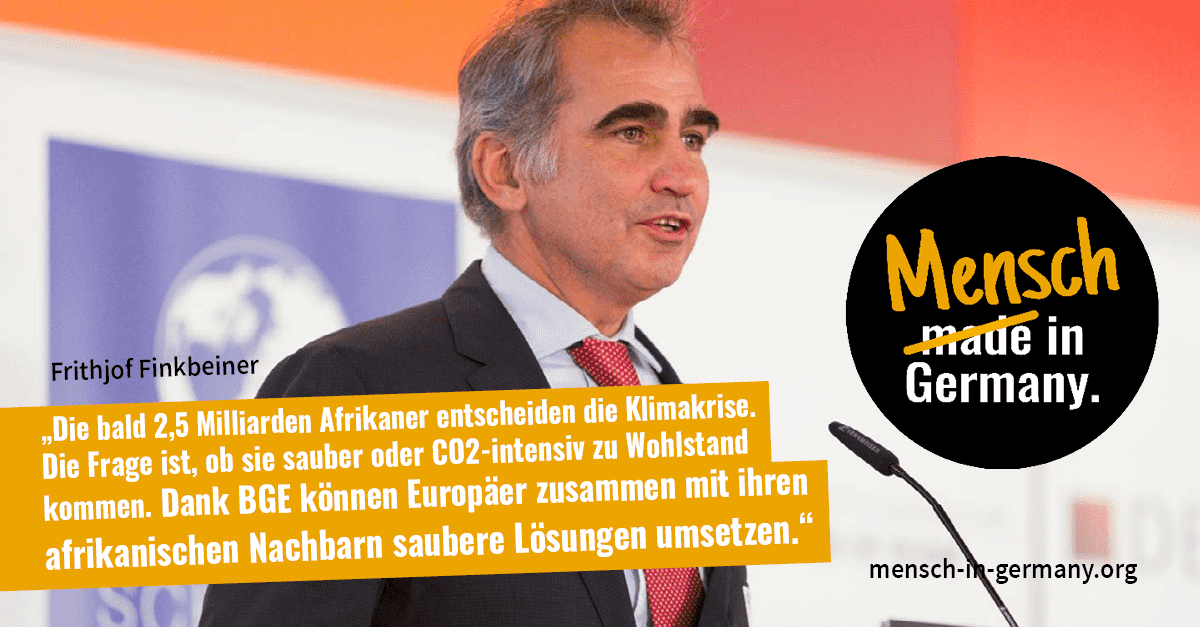 Frithjof Finkbeiner
„Die bald 2,5 Milliarden Afrikaner entscheiden die Klimakrise.
Die Frage ist, ob sie sauber oder CO2-intensiv zu Wohlstand
kommen. Dank BGE können Europäer zusammen mit ihren
afrikanischen Nachbarn saubere Lösungen umsetzen.“
Mensch
made in
Germany.
mensch-in-germany.org